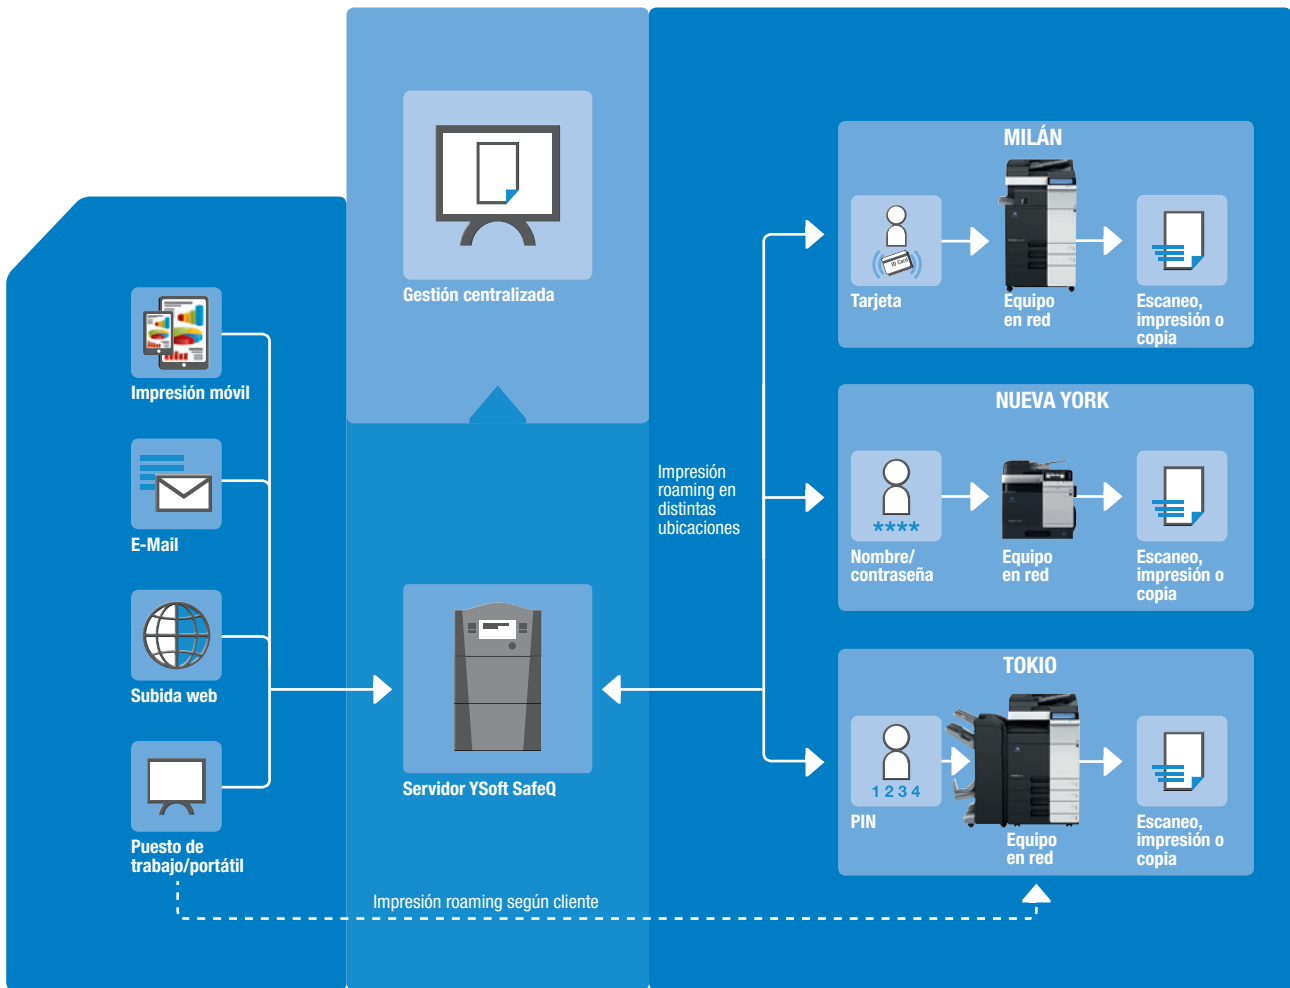 Gestión centralizada
Impresión móvil
E-Mail
Subida web
Puesto de
trabajo/portátil
Servidor YSoft SafeQ
Impresión roaming según cliente
Impresión
roaming en
distintas
ubicaciones
MILÁN
ID Card
Tarjeta
Equipo
en red
Escaneo,
impresión o
copia
NUEVA YORK
****
Nombre/
contraseña
Equipo
en red
Escaneo,
impresión o
copia
TOKIO
1 2 3 4
PIN
Equipo
en red
Escaneo,
impresión o
copia